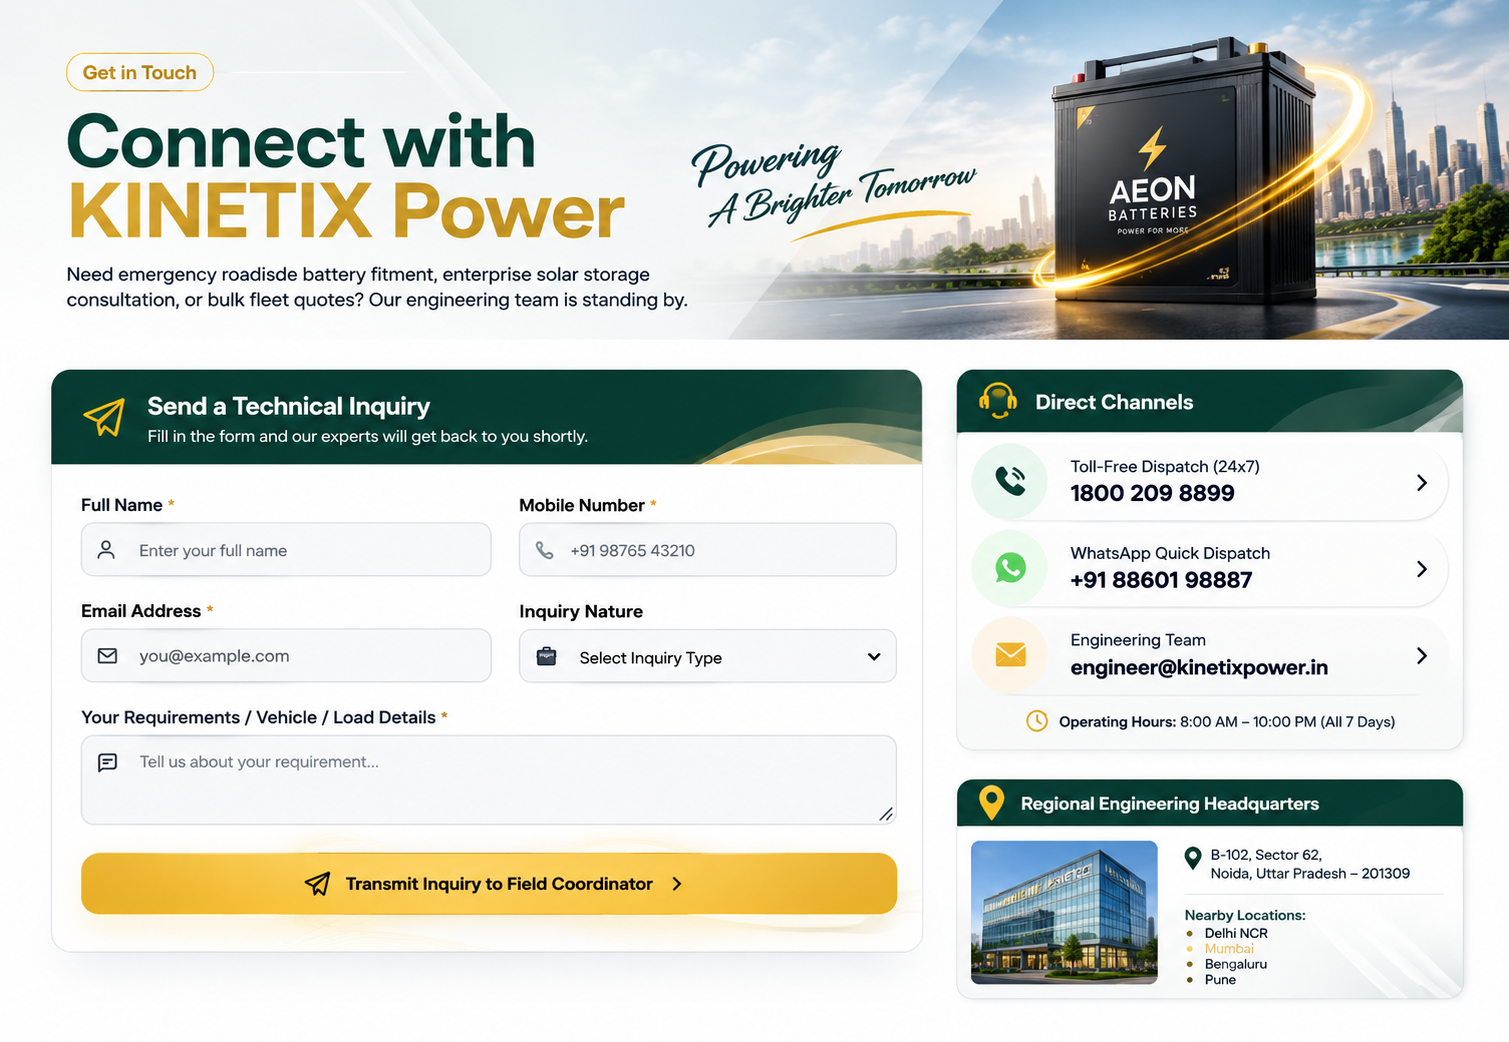 Get in Touch
Connect with
KINETIX Power
Need emergency roadisde battery fitment, enterprise solar storage
consultation, or bulk fleet quotes? Our engineering team is standing by.
Powering
A Brighter Tomorrow
AEON
BATTERIES
POWER FOR MORE
Send a Technical Inquiry
Fill in the form and our experts will get back to you shortly.
Full Name *
Enter your full name
Mobile Number *
+91 98765 43210
Email Address *
you@example.com
Inquiry Nature
Select Inquiry Type
Your Requirements / Vehicle / Load Details *
Tell us about your requirement...
Transmit Inquiry to Field Coordinator
Direct Channels
Toll-Free Dispatch (24x7)
1800 209 8899
WhatsApp Quick Dispatch
+91 88601 98887
Engineering Team
engineer@kinetixpower.in
Operating Hours: 8:00 AM – 10:00 PM (All 7 Days)
Regional Engineering Headquarters
B-102, Sector 62,
Noida, Uttar Pradesh – 201309
Nearby Locations:
• Delhi NCR
• Mumbai
• Bengaluru
• Pune